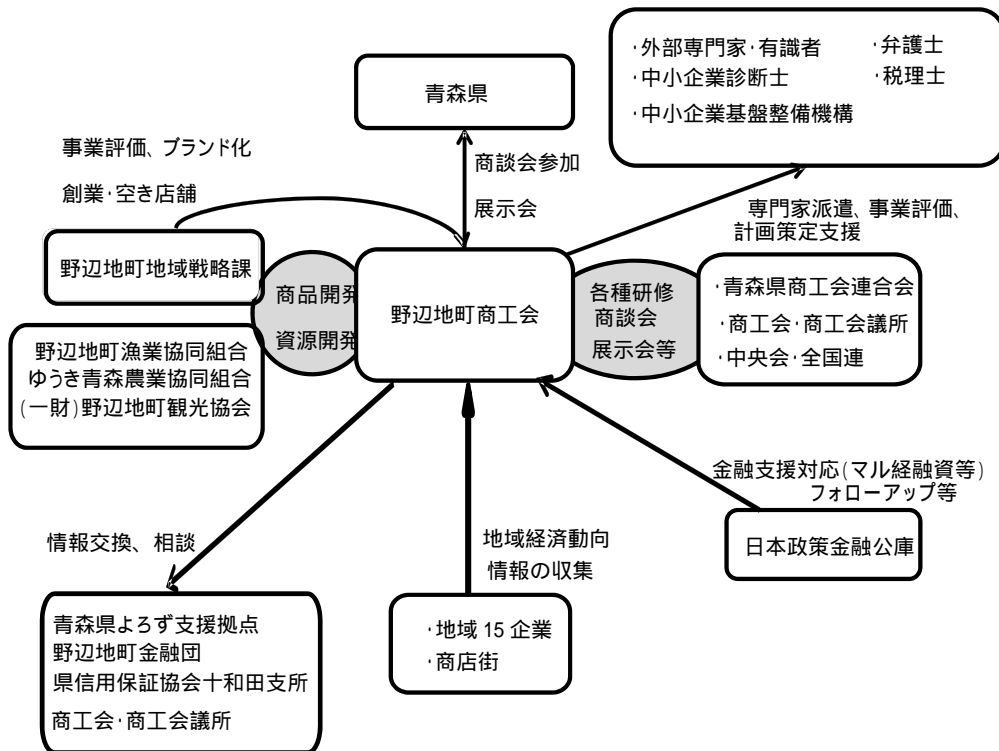 ·外部専門家·有識者 ·弁護士
·中小企業診断士 ·税理士
·中小企業基盤整備機構
青森県
事業評価、ブランド化
創業·空き店舗
商談会参加
展示会
専門家派遣、事業評価、
計画策定支援
野辺地町地域戦略課
商品開発
資源開発
野辺地町商工会
各種研修
商談会
展示会等
·青森県商工会連合会
·商工会·商工会議所
·中央会·全国連
野辺地町漁業協同組合
ゆうき青森農業協同組合
(一財)野辺地町観光協会
金融支援対応(マル経融資等)
フォローアップ等
日本政策金融公庫
情報交換、相談
地域経済動向
情報の収集
青森県よろず支援拠点
野辺地町金融団
県信用保証協会十和田支所
商工会·商工会議所
·地域 15 企業
·商店街